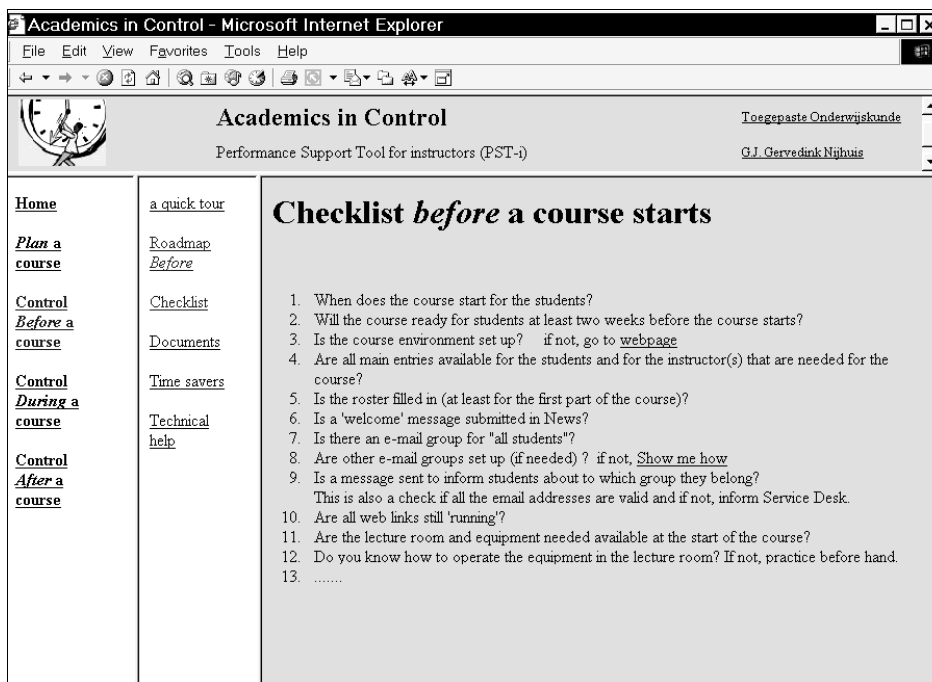 Academics in Control - Microsoft Internet Explorer
File Edit View Favorites Tools Help
Academics in Control
Performance Support Tool for instructors (PST-i)
Toegepaste Onderwijskunde
G.J. Gervedink Nijhuis
Home
Plan a
course
Control
Before a
course
Control
During a
course
Control
After a
course
a quick tour
Roadmap
Before
Checklist
Documents
Time savers
Technical
help
Checklist before a course starts
1. When does the course start for the students?
2. Will the course ready for students at least two weeks before the course starts?
3. Is the course environment set up? if not, go to webpage
4. Are all main entries available for the students and for the instructor(s) that are needed for the
course?
5. Is the roster filled in (at least for the first part of the course)?
6. Is a 'welcome' message submitted in News?
7. Is there an e-mail group for "all students"?
8. Are other e-mail groups set up (if needed) ? if not, Show me how
9. Is a message sent to inform students about to which group they belong?
This is also a check if all the email addresses are valid and if not, inform Service Desk.
10. Are all web links still 'running'?
11. Are the lecture room and equipment needed available at the start of the course?
12. Do you know how to operate the equipment in the lecture room? If not, practice before hand.
13. .......